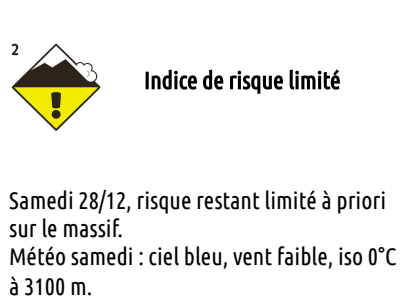 2
Indice de risque limité
Samedi 28/12, risque restant limité à priori
sur le massif.
Météo samedi : ciel bleu, vent faible, iso 0°C
à 3100 m.